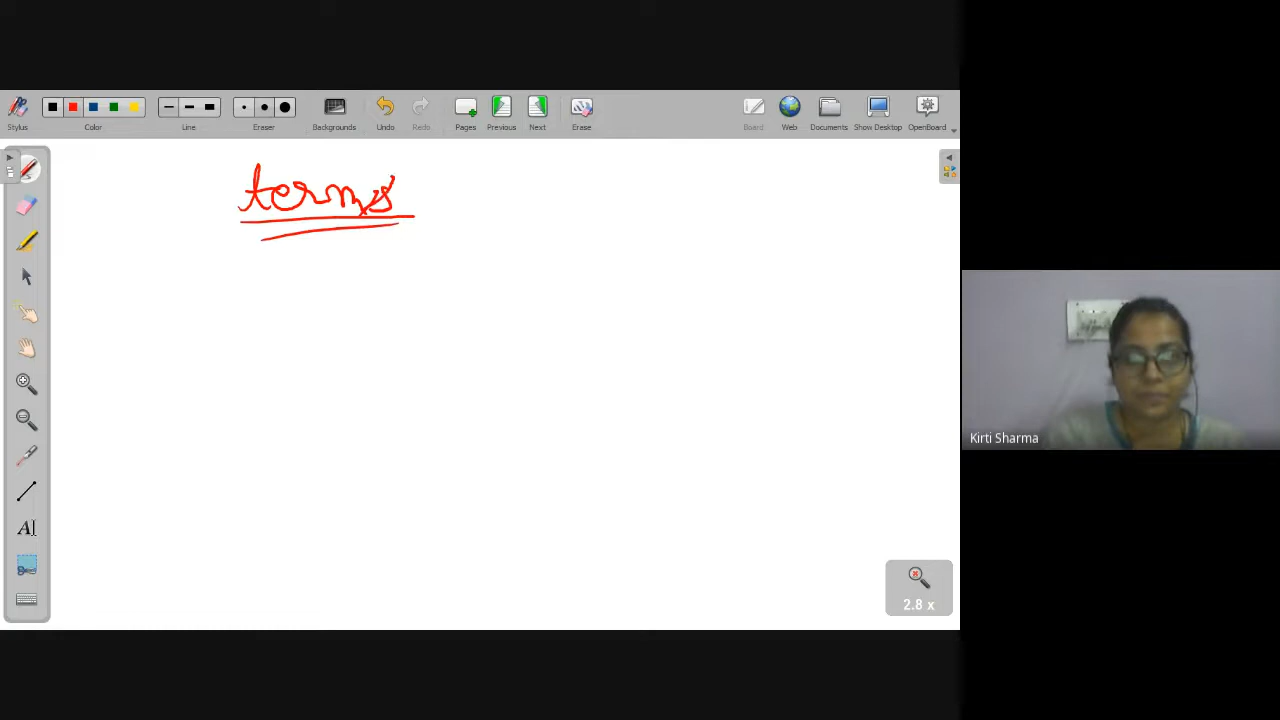 Stylus Color Line Eraser Backgrounds Undo Redo Pages Previous Next Erase Board Web Documents Show Desktop OpenBoard
terms
Kirti Sharma
2.8 x